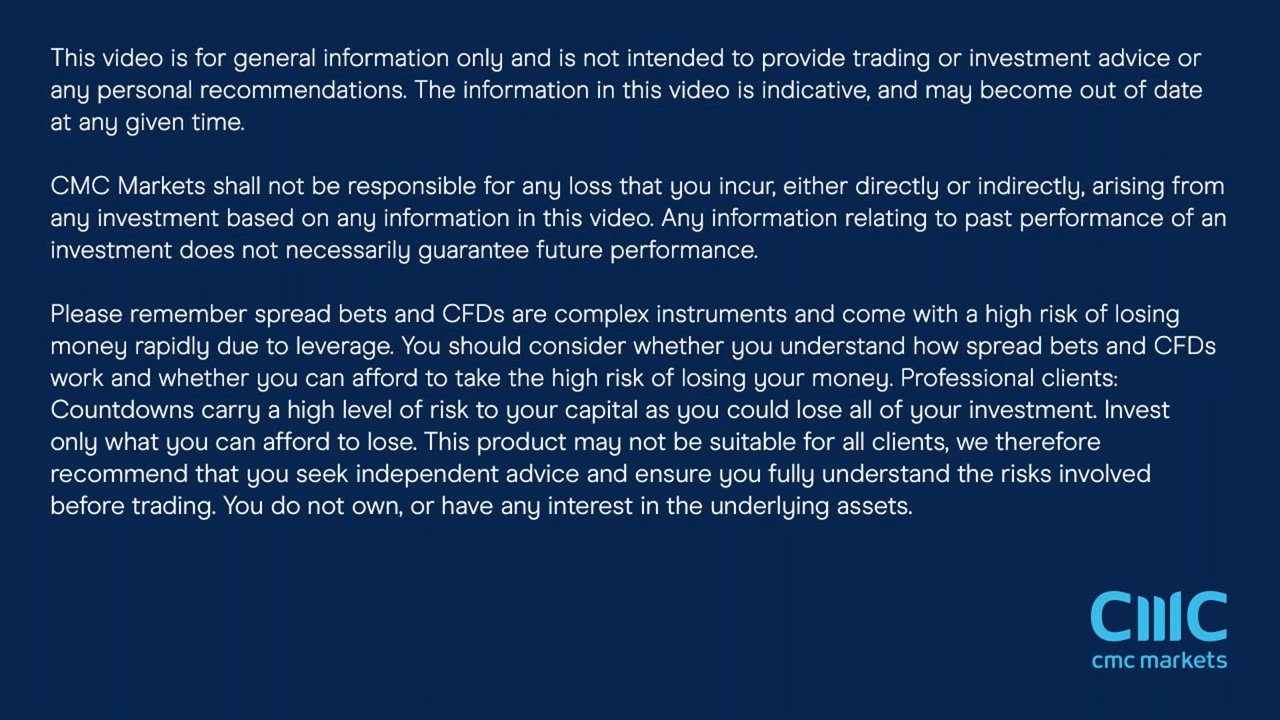 This video is for general information only and is not intended to provide trading or investment advice or
any personal recommendations. The information in this video is indicative, and may become out of date
at any given time.
CMC Markets shall not be responsible for any loss that you incur, either directly or indirectly, arising from
any investment based on any information in this video. Any information relating to past performance of an
investment does not necessarily guarantee future performance.
Please remember spread bets and CFDs are complex instruments and come with a high risk of losing
money rapidly due to leverage. You should consider whether you understand how spread bets and CFDs
work and whether you can afford to take the high risk of losing your money. Professional clients:
Countdowns carry a high level of risk to your capital as you could lose all of your investment. Invest
only what you can afford to lose. This product may not be suitable for all clients, we therefore
recommend that you seek independent advice and ensure you fully understand the risks involved
before trading. You do not own, or have any interest in the underlying assets.
CMC
cmc markets